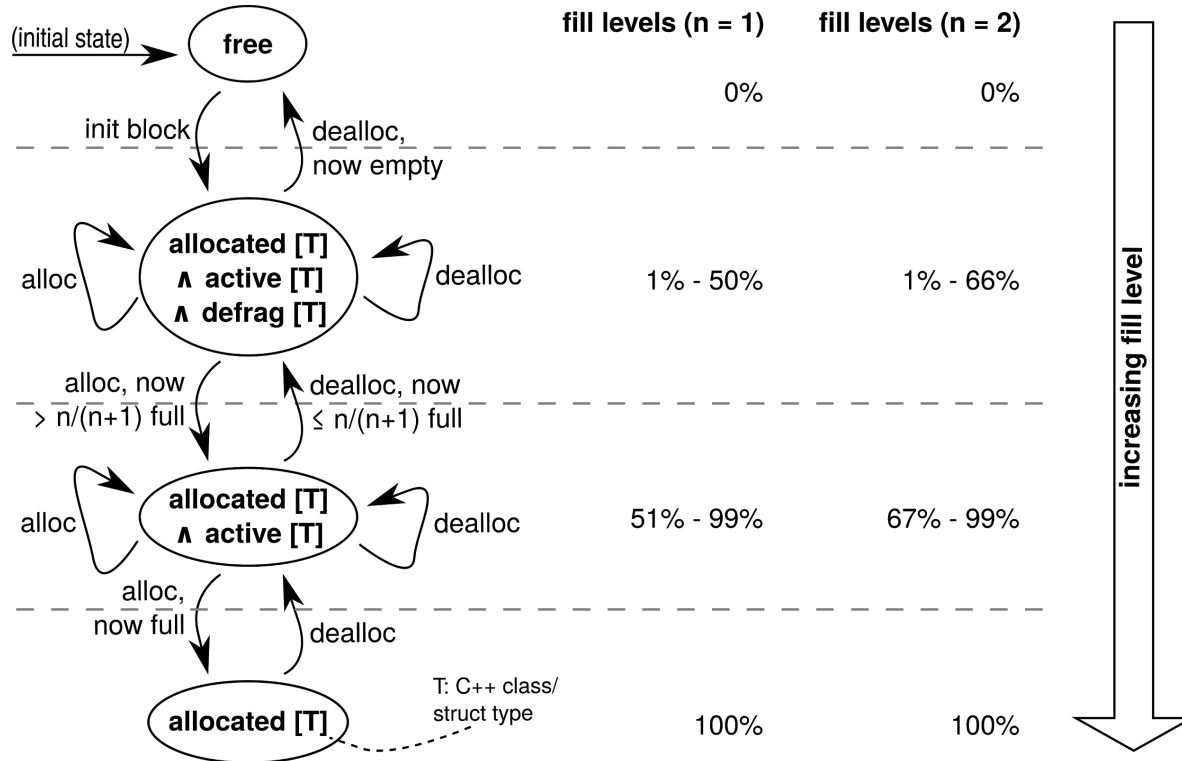 fill levels (n = 1)
fill levels (n = 2)
(initial state)
free
0%
0%
init block
dealloc,
now empty
allocated [T]
∧ active [T]
∧ defrag [T]
alloc
dealloc
1% - 50%
1% - 66%
alloc, now
> n/(n+1) full
dealloc, now
≤ n/(n+1) full
allocated [T]
∧ active [T]
alloc
dealloc
51% - 99%
67% - 99%
alloc,
now full
dealloc
T: C++ class/
struct type
allocated [T]
100%
100%
increasing fill level